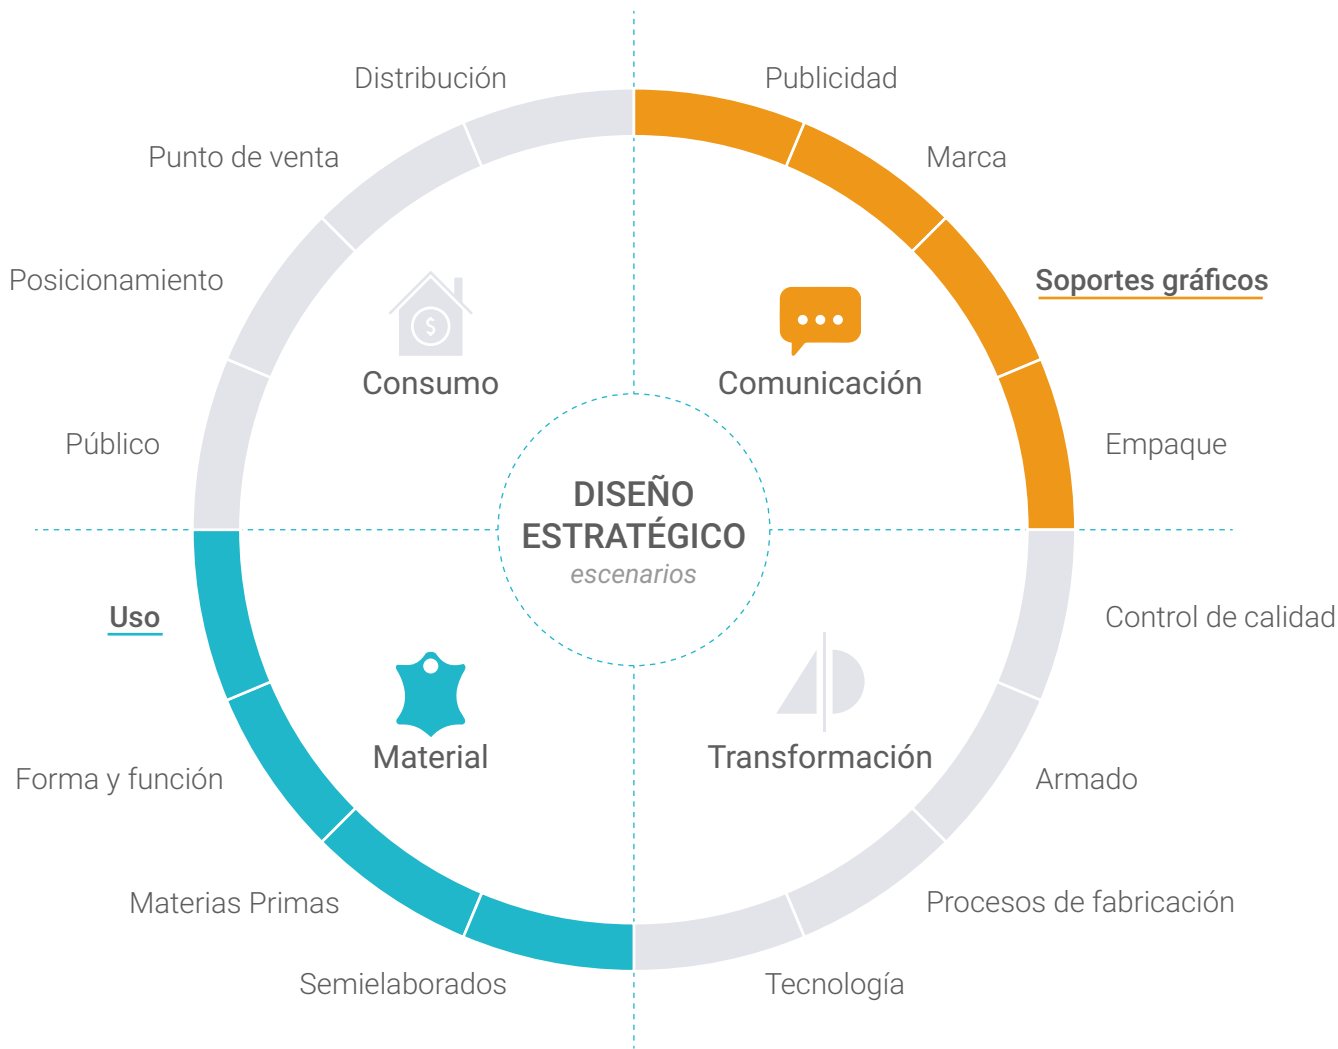 Distribución
Publicidad
Punto de venta
Marca
Posicionamiento
Soportes gráficos
$
Consumo
Comunicación
Público
Empaque
DISEÑO
ESTRATÉGICO
escenarios
Uso
Control de calidad
Material
Transformación
Forma y función
Armado
Materias Primas
Procesos de fabricación
Semielaborados
Tecnología